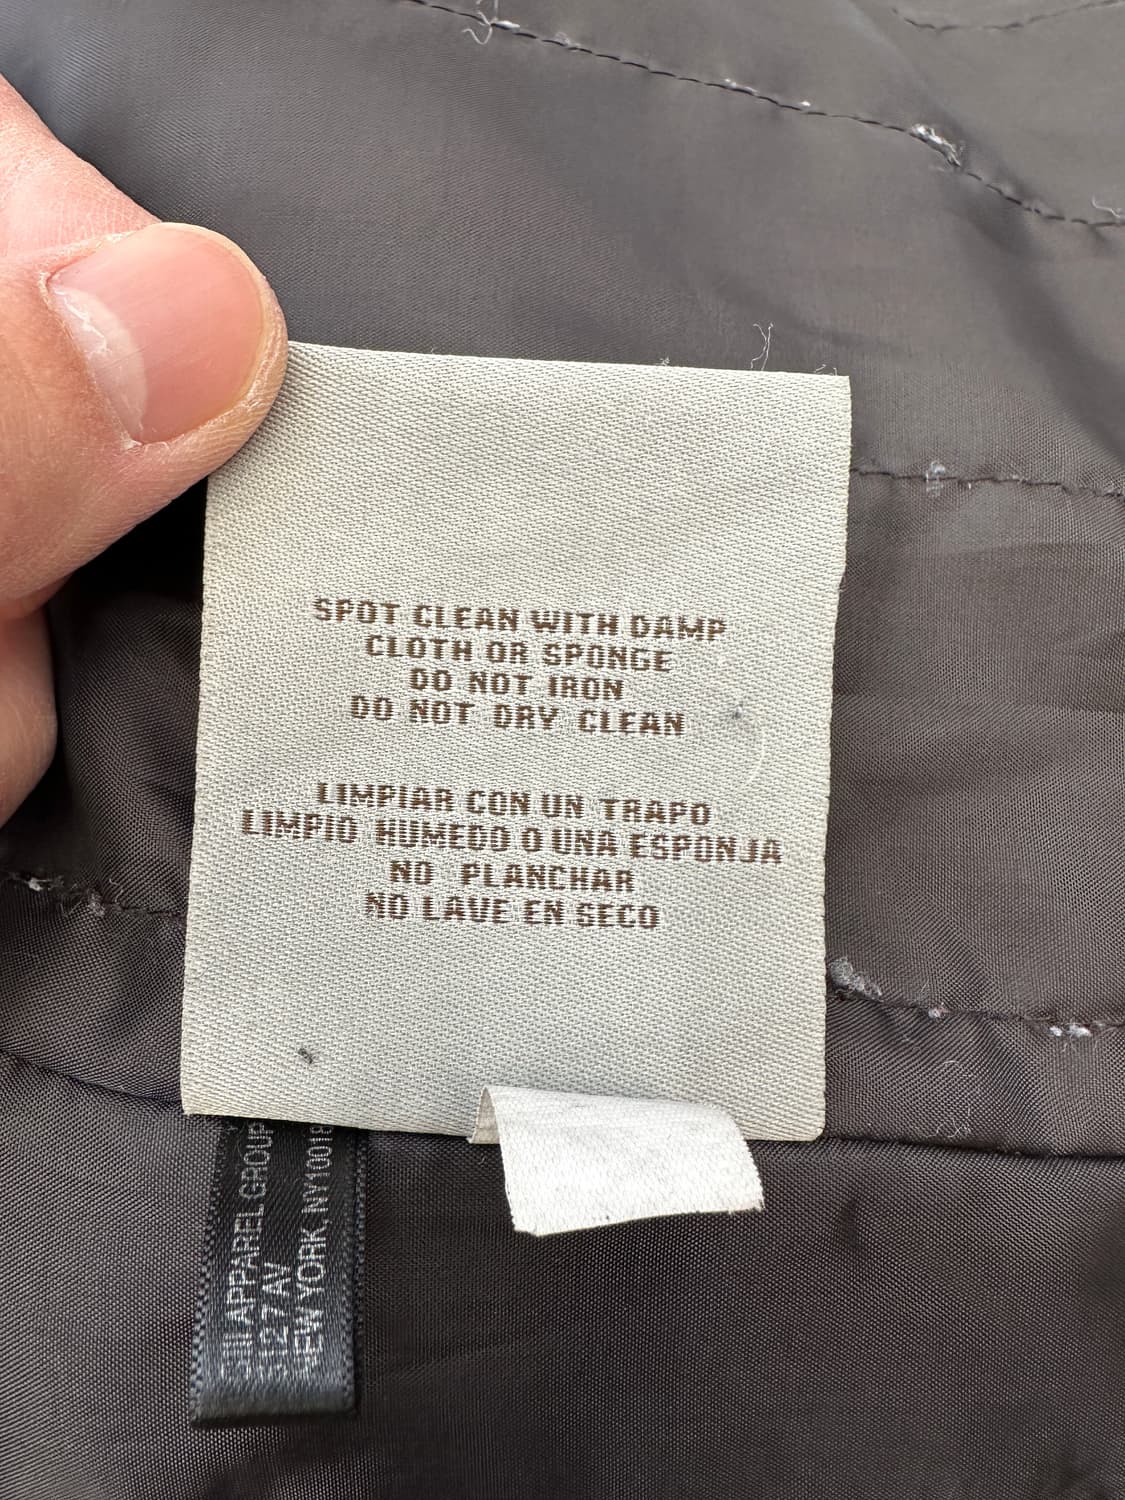 SPOT CLEAN WITH DAMP
CLOTH OR SPONGE
DO NOT IRON
DO NOT DRY CLEAN
LIMPIAR CON UN TRAPO
LIMPIO HUMEDO O UNA ESPONJA
NO PLANCHAR
NO LAVE EN SECO
APPAREL GROUP
7 AV
YORK, NY10018